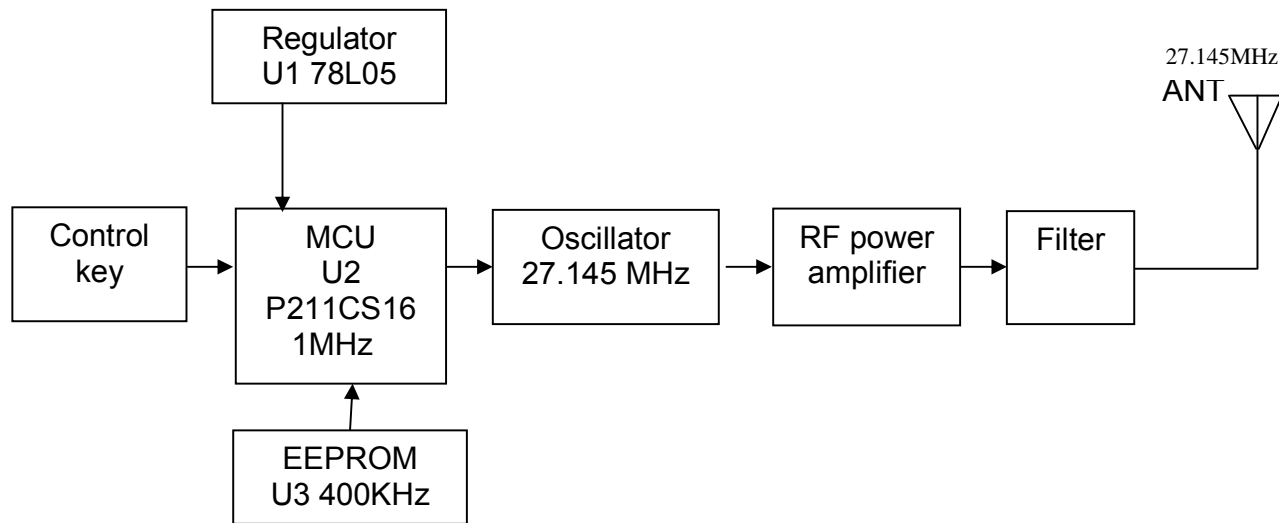 Regulator
U1 78L05
27.145MHz
ANT
Control
key
MCU
U2
P211CS16
1MHz
Oscillator
27.145 MHz
RF power
amplifier
Filter
EEPROM
U3 400KHz